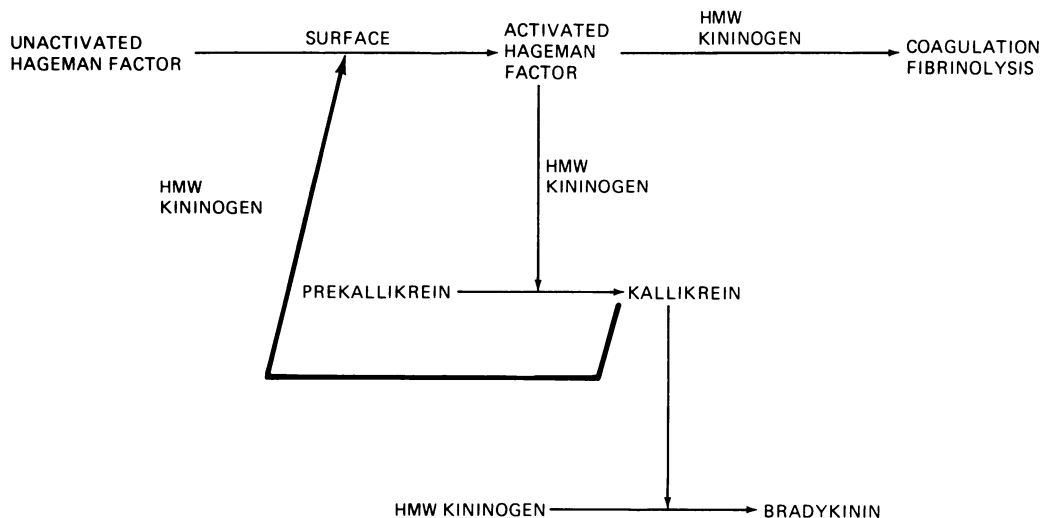 UNACTIVATED
HAGEMAN FACTOR
SURFACE
ACTIVATED
HAGEMAN
FACTOR
HMW
KININOGEN
COAGULATION
FIBRINOLYSIS
HMW
KININOGEN
HMW
KININOGEN
PREKALLIKREIN
KALLIKREIN
HMW KININOGEN
BRADYKININ